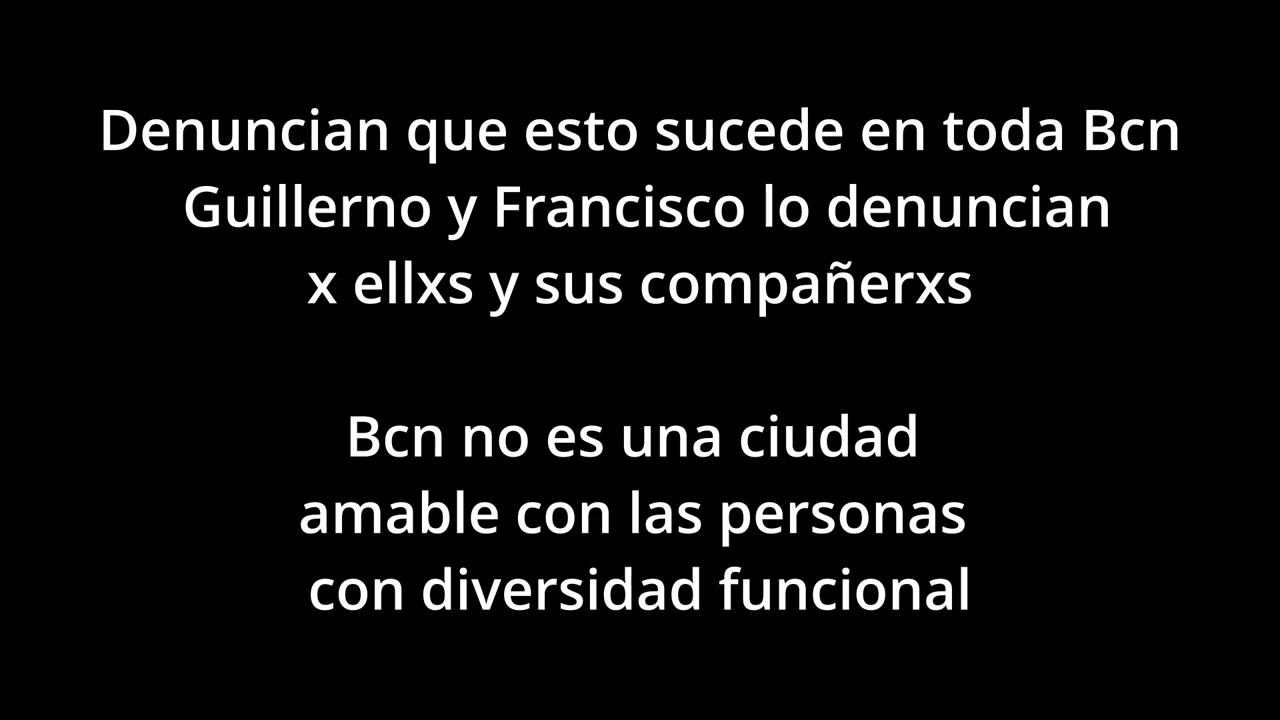 Denuncian que esto sucede en toda Bcn
Guillerno y Francisco lo denuncian
x ellxs y sus compañerxs
Bcn no es una ciudad
amable con las personas
con diversidad funcional